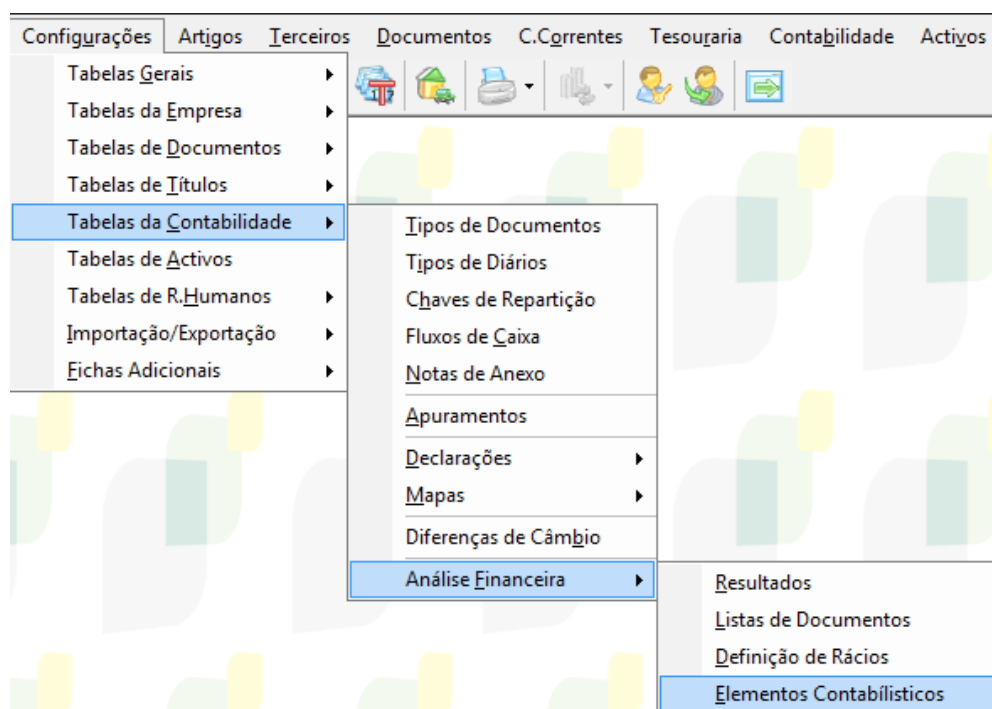 Configurações Artigos Terceiros Documentos C.Correntes Tesouraria Contabilidade Activos
Tabelas Gerais
Tabelas da Empresa
Tabelas de Documentos
Tabelas de Títulos
Tabelas da Contabilidade
Tabelas de Activos
Tabelas de R.Humanos
Importação/Exportação
Fichas Adicionais
Tipos de Documentos
Tipos de Diários
Chaves de Repartição
Fluxos de Caixa
Notas de Anexo
Apuramentos
Declarações
Mapas
Diferenças de Câmbio
Análise Financeira
Resultados
Listas de Documentos
Definição de Rácios
Elementos Contabílisticos